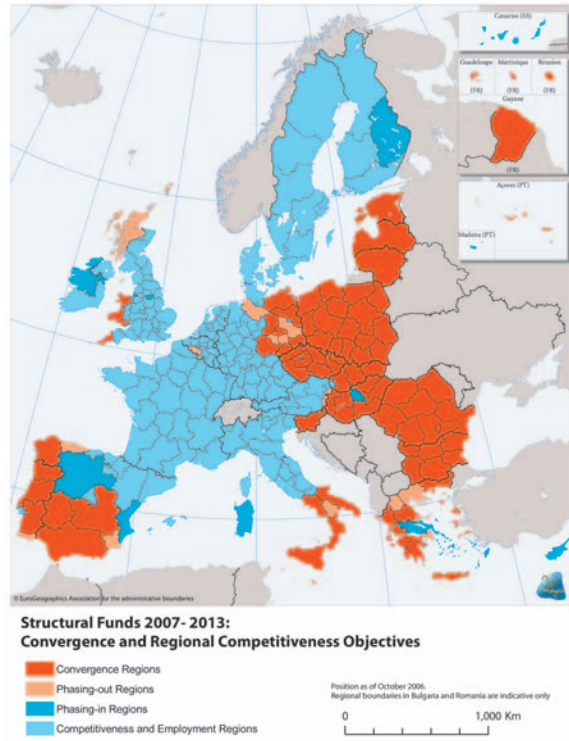 Canarias (ES)
Guadeloupe
Martinique
Réunion
(FR)
(FR)
(FR)
Guyane
(FR)
Açores (PT)
Madeira (PT)
© EuroGeographics Association for the administrative boundaries
Structural Funds 2007- 2013:
Convergence and Regional Competitiveness Objectives
Convergence Regions
Phasing-out Regions
Phasing-in Regions
Competitiveness and Employment Regions
Position as of October 2006.
Regional boundaries in Bulgaria and Romania are indicative only
0
1,000 Km